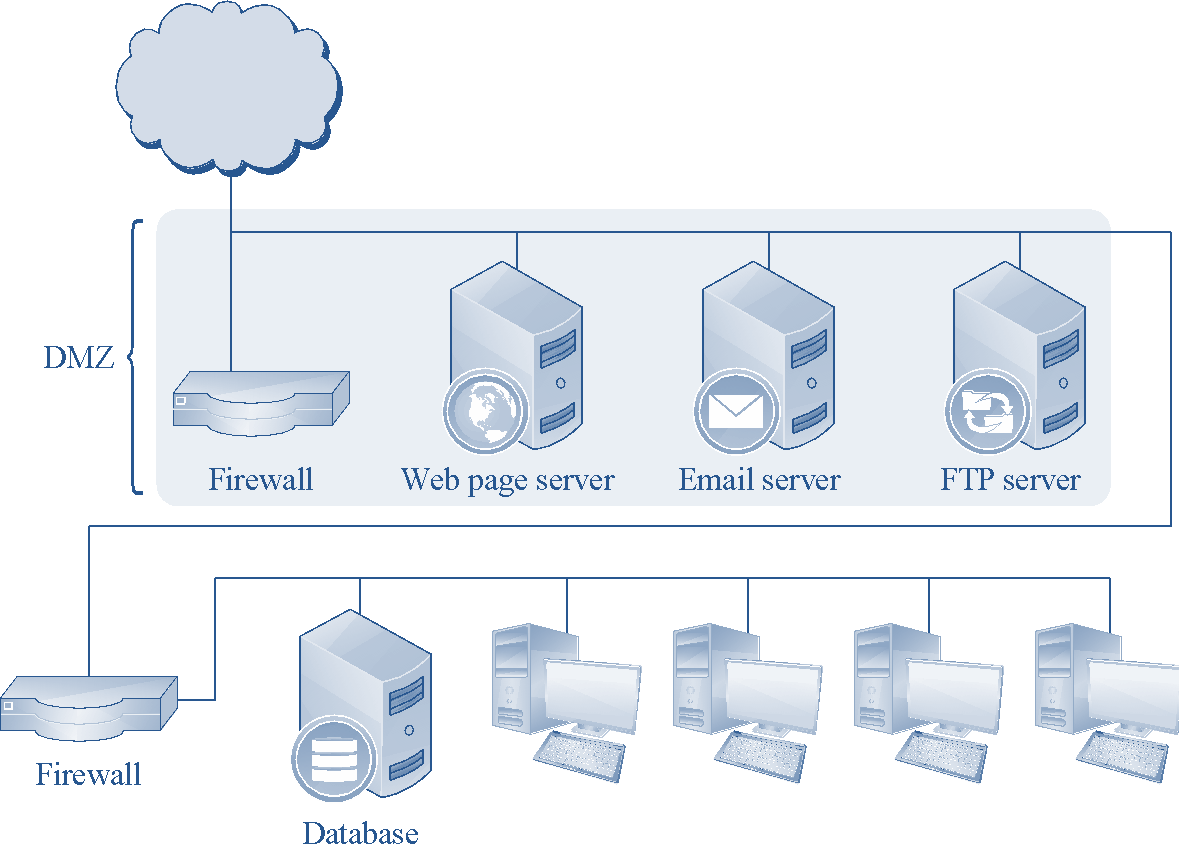 DMZ
Firewall
Web page server
Email server
FTP server
Firewall
Database